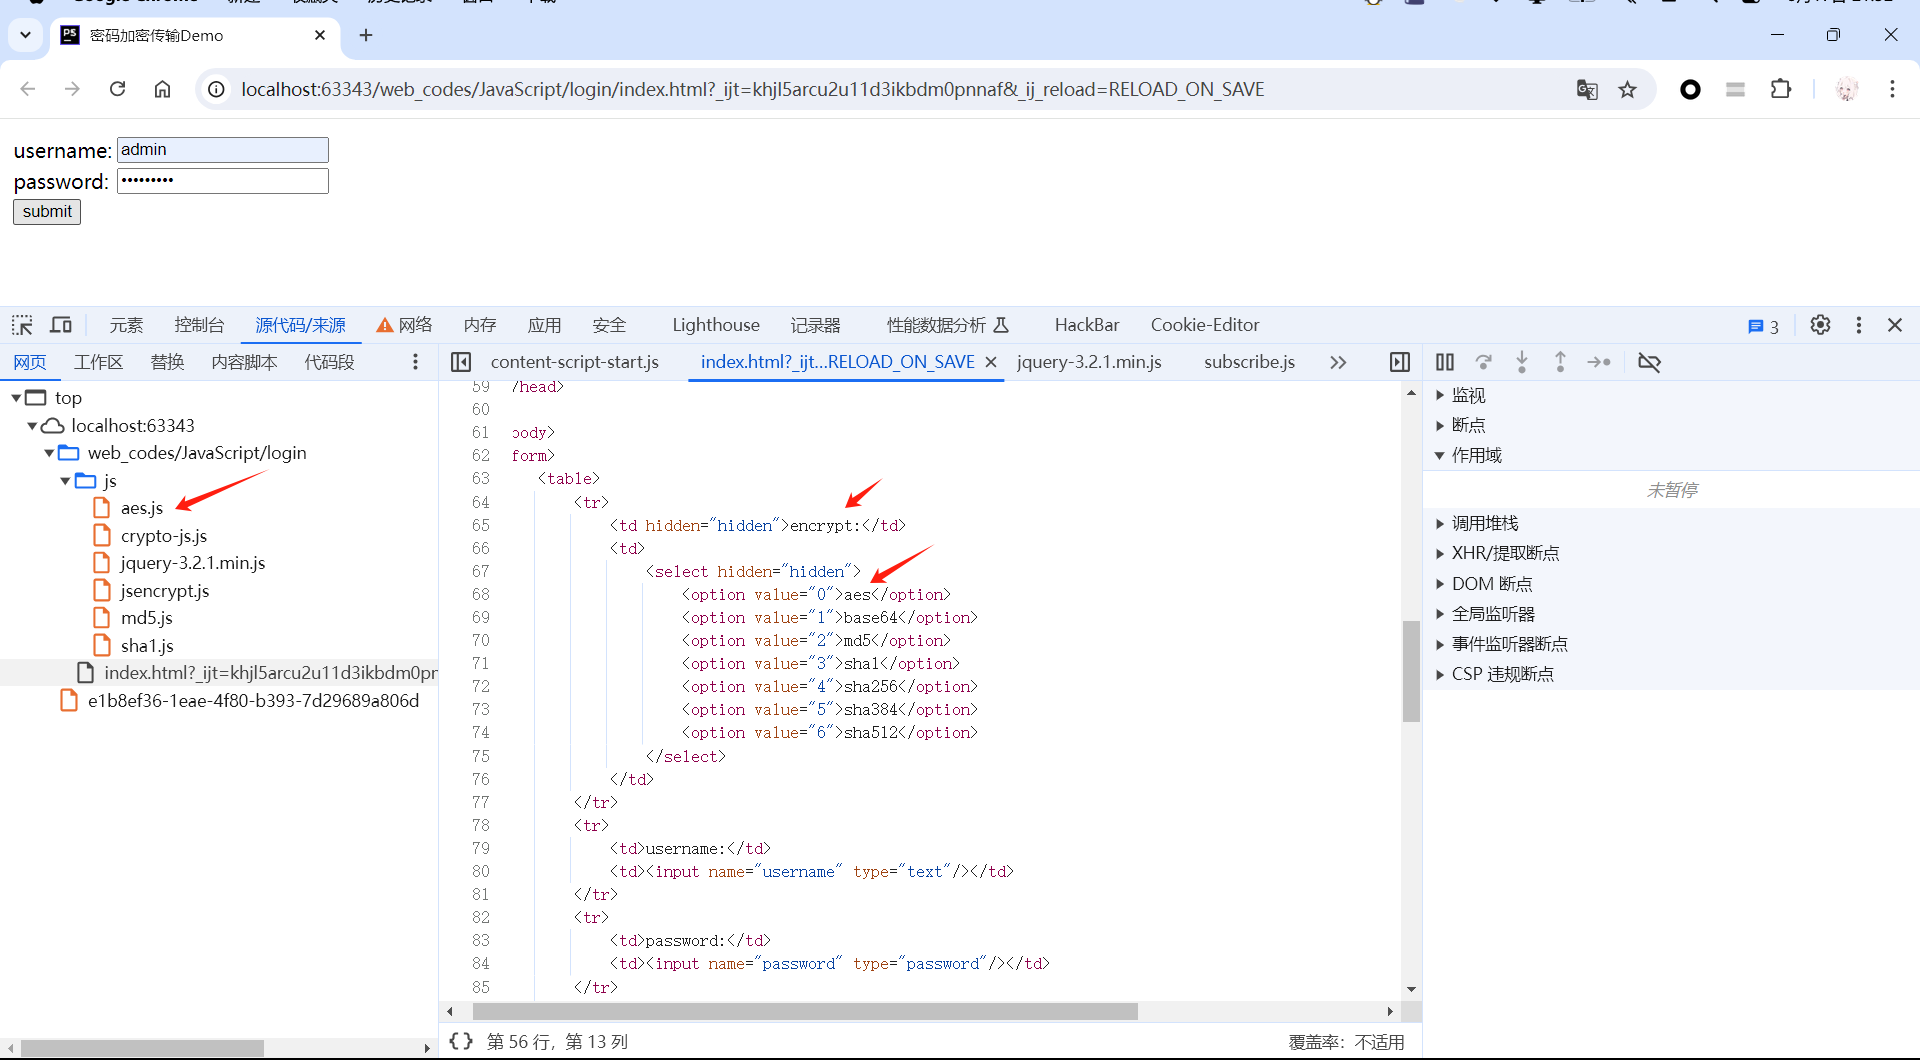 密码加密传输Demo
localhost:63343/web_codes/JavaScript/login/index.html?_ijt=khjl5arcu2u11d3ikbdm0pnnaf&_ij_reload=RELOAD_ON_SAVE
username: admin
password: •••••••••
submit
元素 控制台 源代码/来源 网络 内存 应用 安全 Lighthouse 记录器 性能数据分析 HackBar Cookie-Editor 3
网页 工作区 替换 内容脚本 代码段
content-script-start.js index.html?_ijt...RELOAD_ON_SAVE jquery-3.2.1.min.js subscribe.js
top
localhost:63343
web_codes/JavaScript/login
js
aes.js
crypto-js.js
jquery-3.2.1.min.js
jsencrypt.js
md5.js
sha1.js
index.html?_ijt=khjl5arcu2u11d3ikbdm0pr
e1b8ef36-1eae-4f80-b393-7d29689a806d
59 /head>
60
61 body>
62 form>
63 <table>
64 <tr>
65 <td hidden="hidden">encrypt:</td>
66 <td>
67 <select hidden="hidden">
68 <option value="0">aes</option>
69 <option value="1">base64</option>
70 <option value="2">md5</option>
71 <option value="3">sha1</option>
72 <option value="4">sha256</option>
73 <option value="5">sha384</option>
74 <option value="6">sha512</option>
75 </select>
76 </td>
77 </tr>
78 <tr>
79 <td>username:</td>
80 <td><input name="username" type="text"/></td>
81 </tr>
82 <tr>
83 <td>password:</td>
84 <td><input name="password" type="password"/></td>
85 </tr>
{} 第 56 行，第 13 列
覆盖率：不适用
监视
断点
作用域
未暂停
调用堆栈
XHR/提取断点
DOM 断点
全局监听器
事件监听器断点
CSP 违规断点